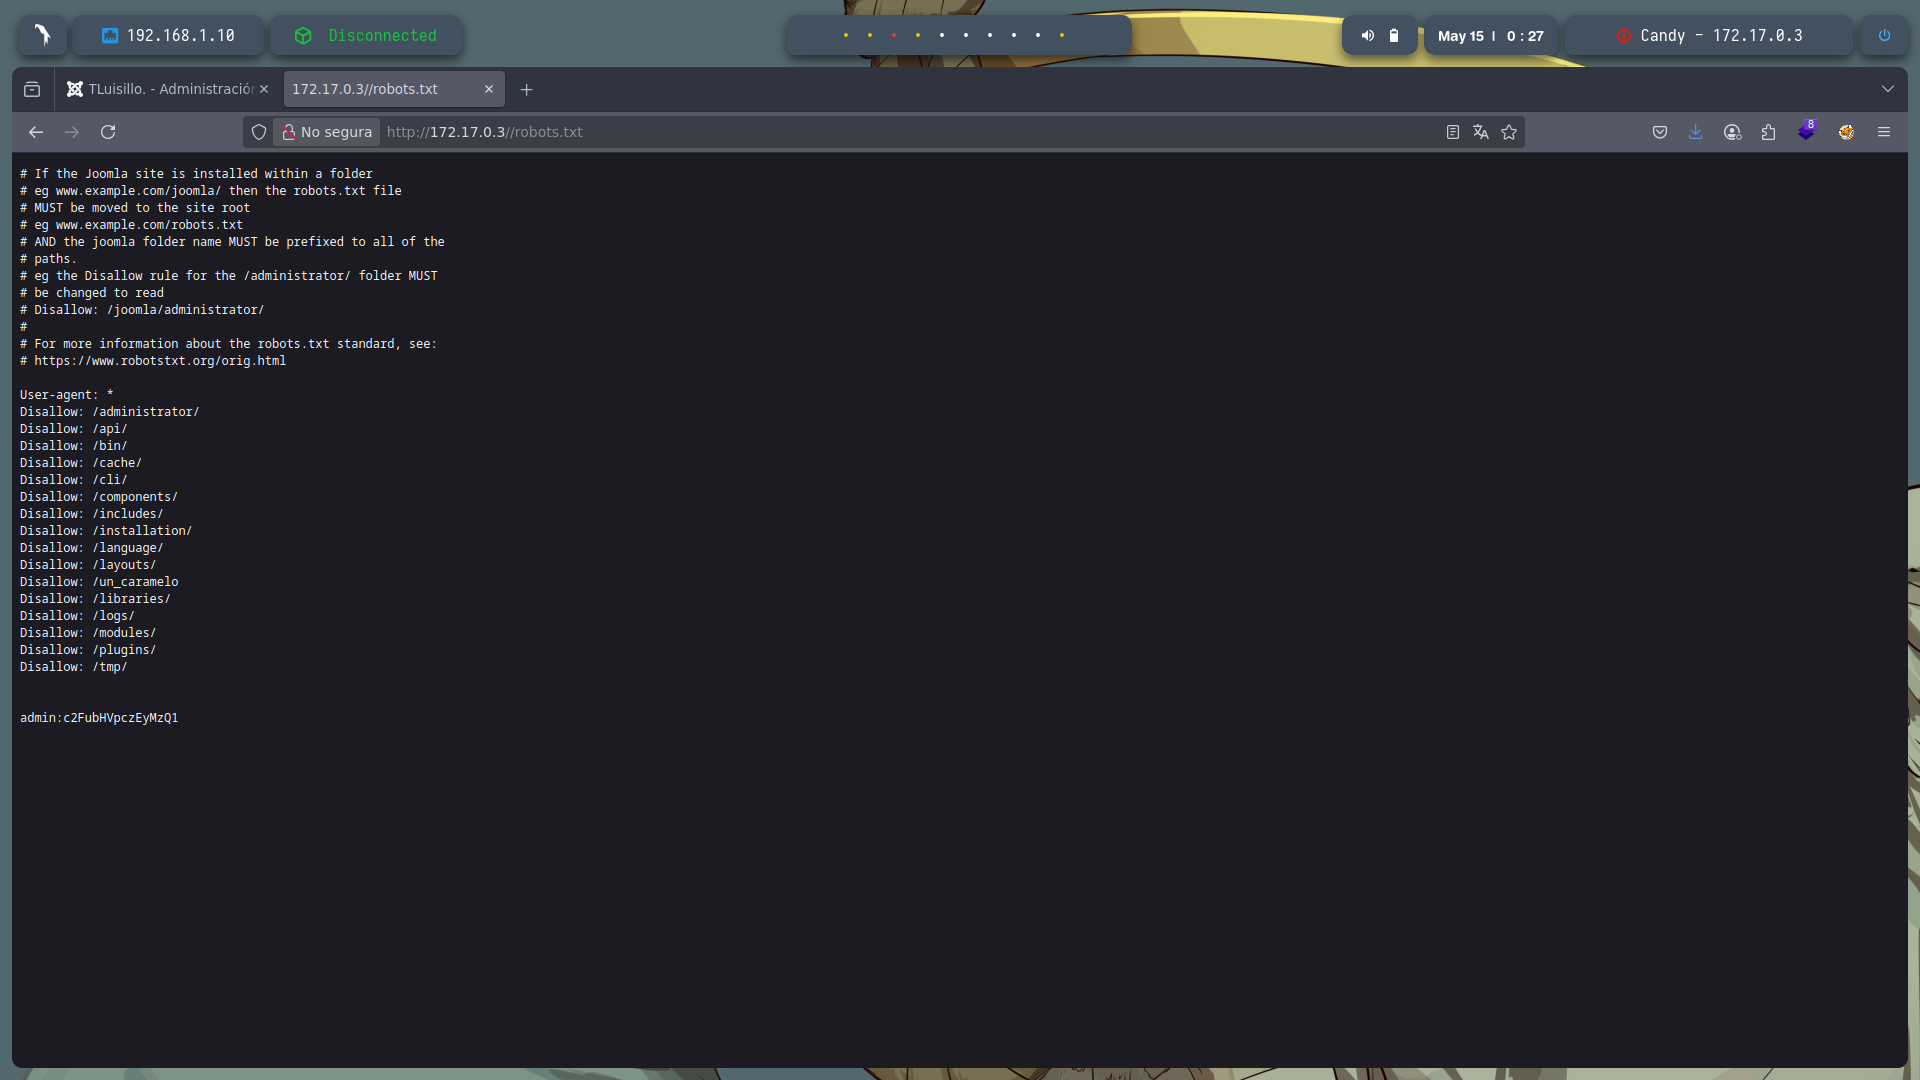 192.168.1.10
Disconnected
May 15 | 0 : 27
Candy - 172.17.0.3
TLuisillo. - Administración
172.17.0.3//robots.txt
No segura
http://172.17.0.3//robots.txt
8
# If the Joomla site is installed within a folder
# eg www.example.com/joomla/ then the robots.txt file
# MUST be moved to the site root
# eg www.example.com/robots.txt
# AND the joomla folder name MUST be prefixed to all of the
# paths.
# eg the Disallow rule for the /administrator/ folder MUST
# be changed to read
# Disallow: /joomla/administrator/
#
# For more information about the robots.txt standard, see:
# https://www.robotstxt.org/orig.html
User-agent: *
Disallow: /administrator/
Disallow: /api/
Disallow: /bin/
Disallow: /cache/
Disallow: /cli/
Disallow: /components/
Disallow: /includes/
Disallow: /installation/
Disallow: /language/
Disallow: /layouts/
Disallow: /un_caramelo
Disallow: /libraries/
Disallow: /logs/
Disallow: /modules/
Disallow: /plugins/
Disallow: /tmp/
admin:c2FubHVpczEyMzQ1